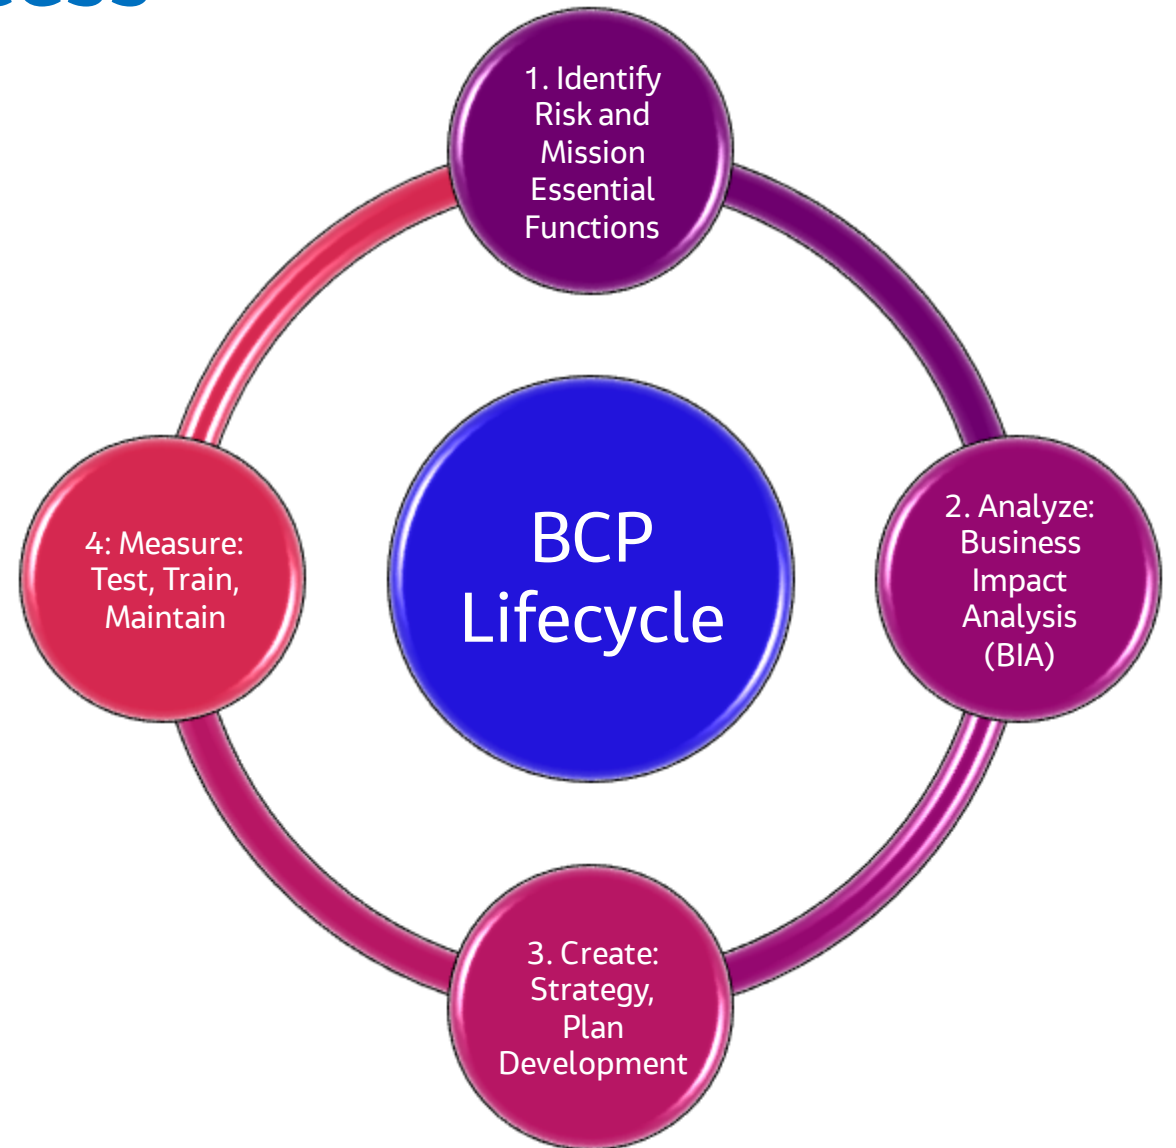 1. Identify
Risk and
Mission
Essential
Functions
2. Analyze:
Business
Impact
Analysis
(BIA)
BCP
Lifecycle
4: Measure:
Test, Train,
Maintain
3. Create:
Strategy,
Plan
Development